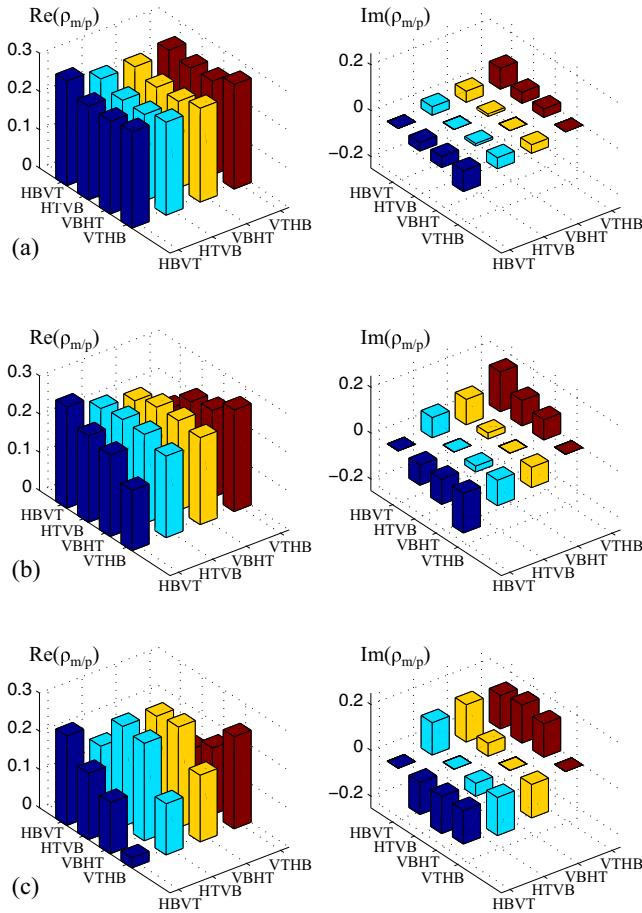 Re(ρm/p)
0.3
0.2
0.1
0
HBVT
HTVB
VBHT
VTHB
HBVT
HTVB
VBHT
VTHB
(a)
Im(ρm/p)
0.2
0
−0.2
HBVT
HTVB
VBHT
VTHB
HBVT
HTVB
VBHT
VTHB
Re(ρm/p)
0.3
0.2
0.1
0
HBVT
HTVB
VBHT
VTHB
HBVT
HTVB
VBHT
VTHB
(b)
Im(ρm/p)
0.2
0
−0.2
HBVT
HTVB
VBHT
VTHB
HBVT
HTVB
VBHT
VTHB
Re(ρm/p)
0.3
0.2
0.1
0
HBVT
HTVB
VBHT
VTHB
HBVT
HTVB
VBHT
VTHB
(c)
Im(ρm/p)
0.2
0
−0.2
HBVT
HTVB
VBHT
VTHB
HBVT
HTVB
VBHT
VTHB